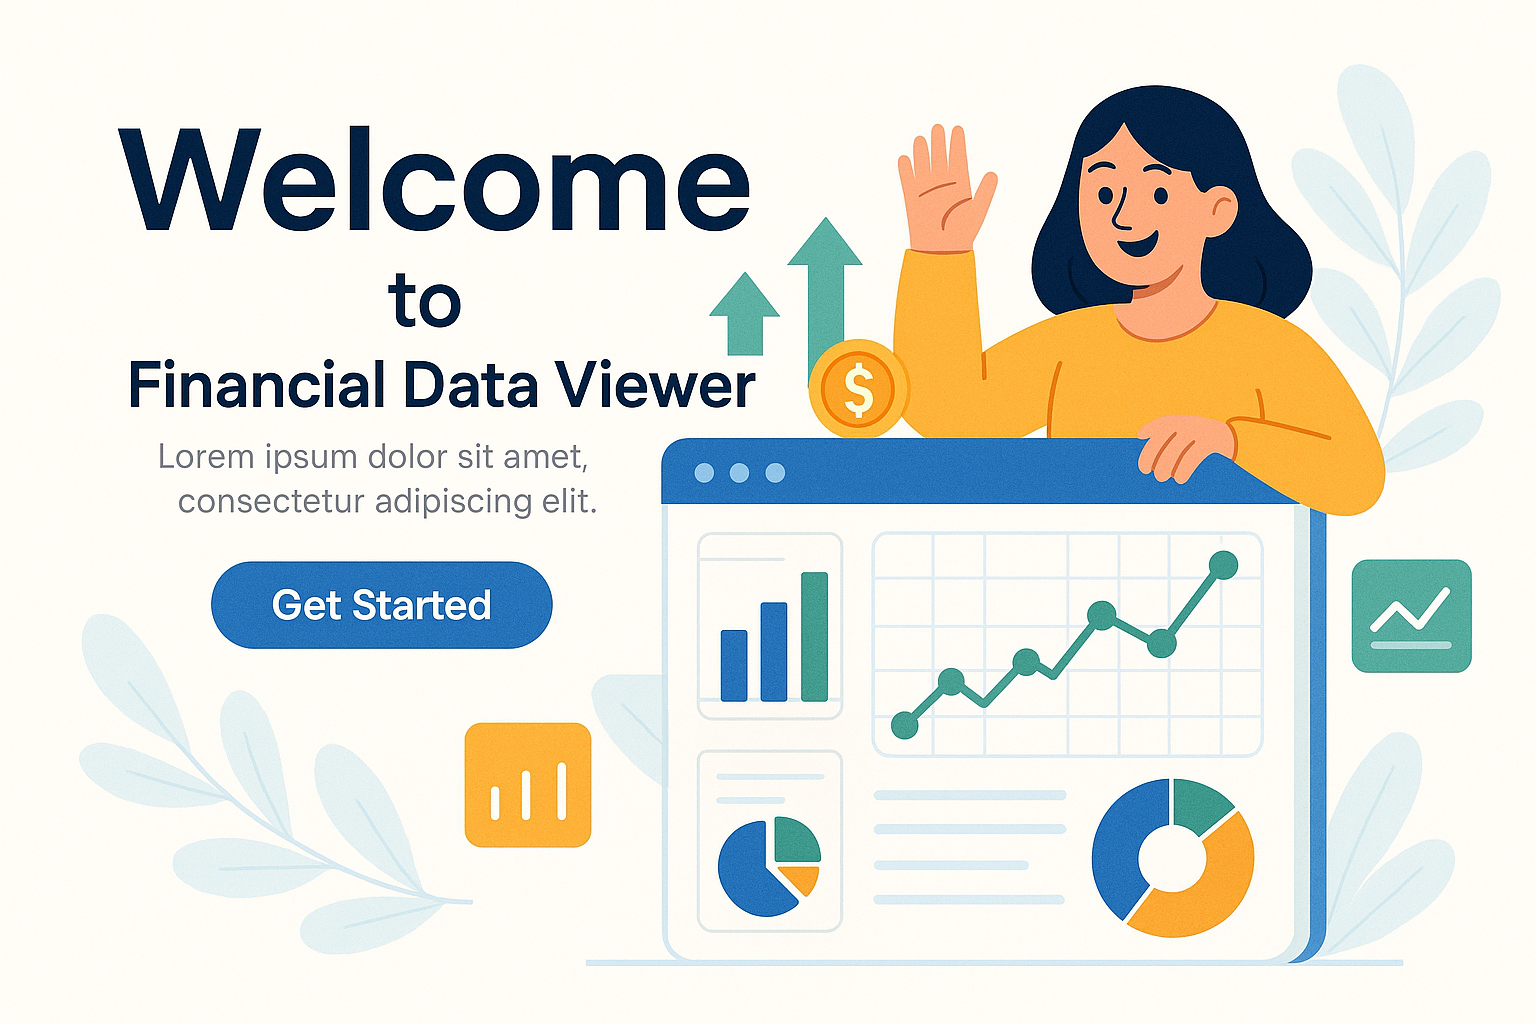 Welcome
to
Financial Data Viewer
Lorem ipsum dolor sit amet,
consectetur adipiscing elit.
Get Started
$